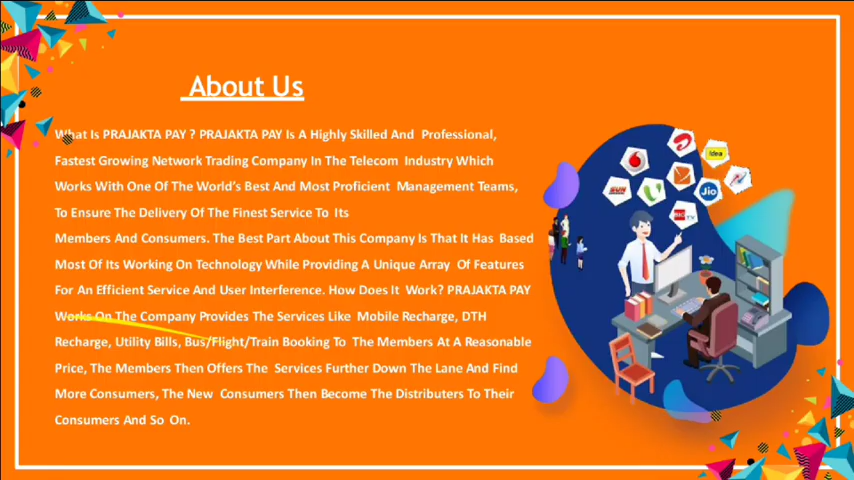 About Us
What Is PRAJAKTA PAY ? PRAJAKTA PAY Is A Highly Skilled And Professional,
Fastest Growing Network Trading Company In The Telecom Industry Which
Works With One Of The World's Best And Most Proficient Management Teams,
To Ensure The Delivery Of The Finest Service To Its
Members And Consumers. The Best Part About This Company Is That It Has Based
Most Of Its Working On Technology While Providing A Unique Array Of Features
For An Efficient Service And User Interference. How Does It Work? PRAJAKTA PAY
Works On The Company Provides The Services Like Mobile Recharge, DTH
Recharge, Utility Bills, Bus/Flight/Train Booking To The Members At A Reasonable
Price, The Members Then Offers The Services Further Down The Lane And Find
More Consumers, The New Consumers Then Become The Distributers To Their
Consumers And So On.
Idea
SUN
Jio
BIG
TV